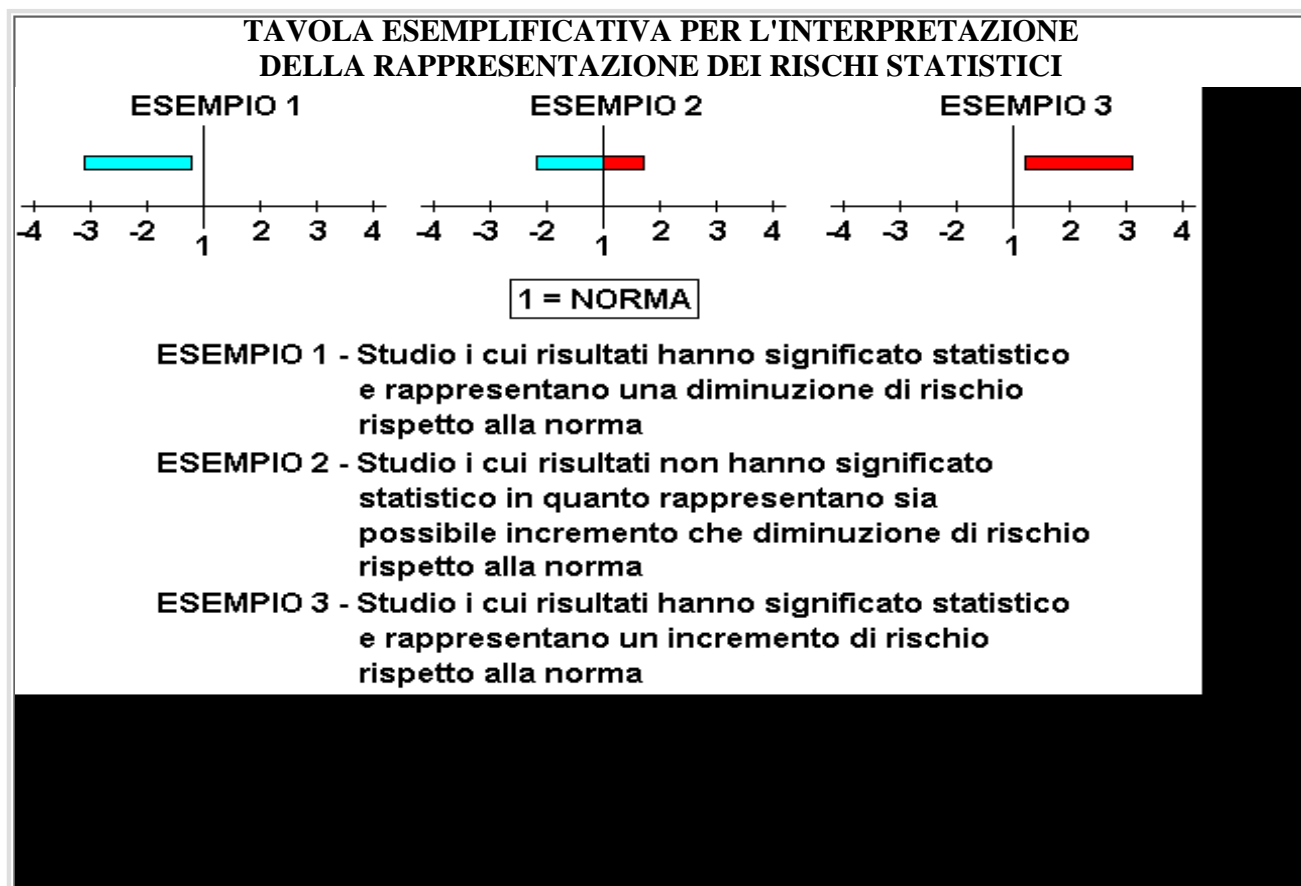 TAVOLA ESEMPLIFICATIVA PER L'INTERPRETAZIONE
DELLA RAPPRESENTAZIONE DEI RISCHI STATISTICI
ESEMPIO 1
ESEMPIO 2
ESEMPIO 3
-4 -3 -2 1 2 3 4
-4 -3 -2 1 2 3 4
-4 -3 -2 1 2 3 4
1 = NORMA
ESEMPIO 1 - Studio i cui risultati hanno significato statistico
e rappresentano una diminuzione di rischio
rispetto alla norma
ESEMPIO 2 - Studio i cui risultati non hanno significato
statistico in quanto rappresentano sia
possibile incremento che diminuzione di rischio
rispetto alla norma
ESEMPIO 3 - Studio i cui risultati hanno significato statistico
e rappresentano un incremento di rischio
rispetto alla norma